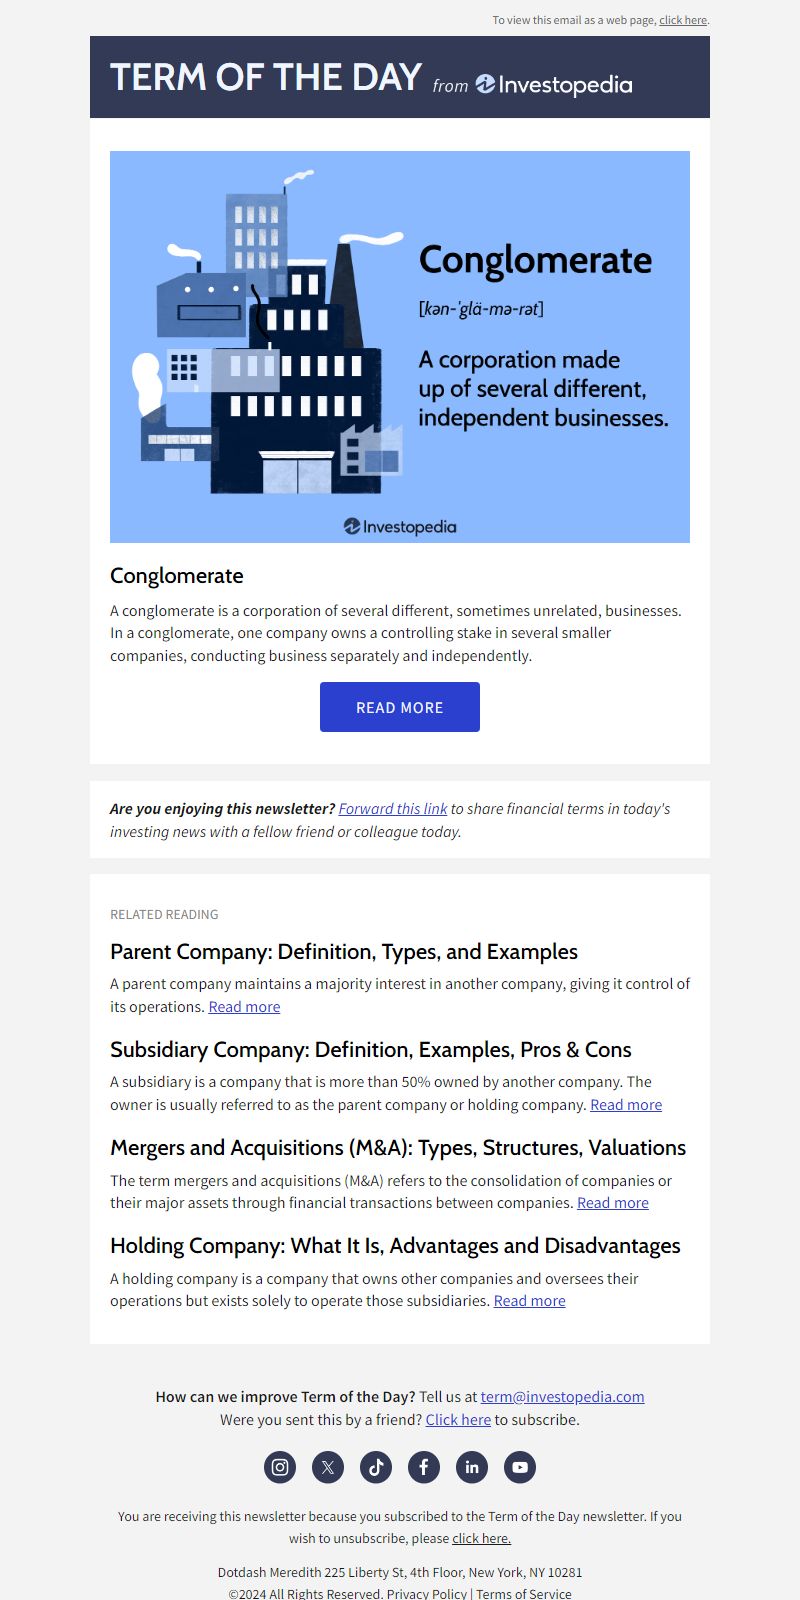 To view this email as a web page, click here.
TERM OF THE DAY from Investopedia
Conglomerate
[kən-ˈglä-mə-rət]
A corporation made
up of several different,
independent businesses.
Investopedia
Conglomerate
A conglomerate is a corporation of several different, sometimes unrelated, businesses.
In a conglomerate, one company owns a controlling stake in several smaller
companies, conducting business separately and independently.
READ MORE
Are you enjoying this newsletter? Forward this link to share financial terms in today's
investing news with a fellow friend or colleague today.
RELATED READING
Parent Company: Definition, Types, and Examples
A parent company maintains a majority interest in another company, giving it control of
its operations. Read more
Subsidiary Company: Definition, Examples, Pros & Cons
A subsidiary is a company that is more than 50% owned by another company. The
owner is usually referred to as the parent company or holding company. Read more
Mergers and Acquisitions (M&A): Types, Structures, Valuations
The term mergers and acquisitions (M&A) refers to the consolidation of companies or
their major assets through financial transactions between companies. Read more
Holding Company: What It Is, Advantages and Disadvantages
A holding company is a company that owns other companies and oversees their
operations but exists solely to operate those subsidiaries. Read more
How can we improve Term of the Day? Tell us at term@investopedia.com
Were you sent this by a friend? Click here to subscribe.
You are receiving this newsletter because you subscribed to the Term of the Day newsletter. If you
wish to unsubscribe, please click here.
Dotdash Meredith 225 Liberty St, 4th Floor, New York, NY 10281
©2024 All Rights Reserved. Privacy Policy | Terms of Service